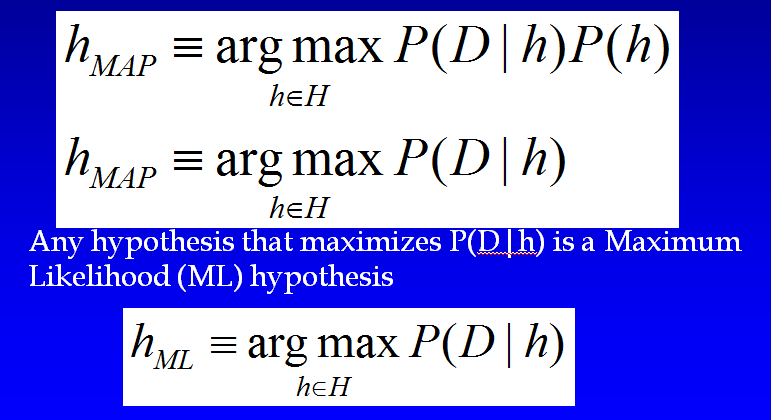 h_MAP ≡ arg max P(D | h)P(h)
h∈H
h_MAP ≡ arg max P(D | h)
h∈H
Any hypothesis that maximizes P(D|h) is a Maximum
Likelihood (ML) hypothesis
h_ML ≡ arg max P(D | h)
h∈H